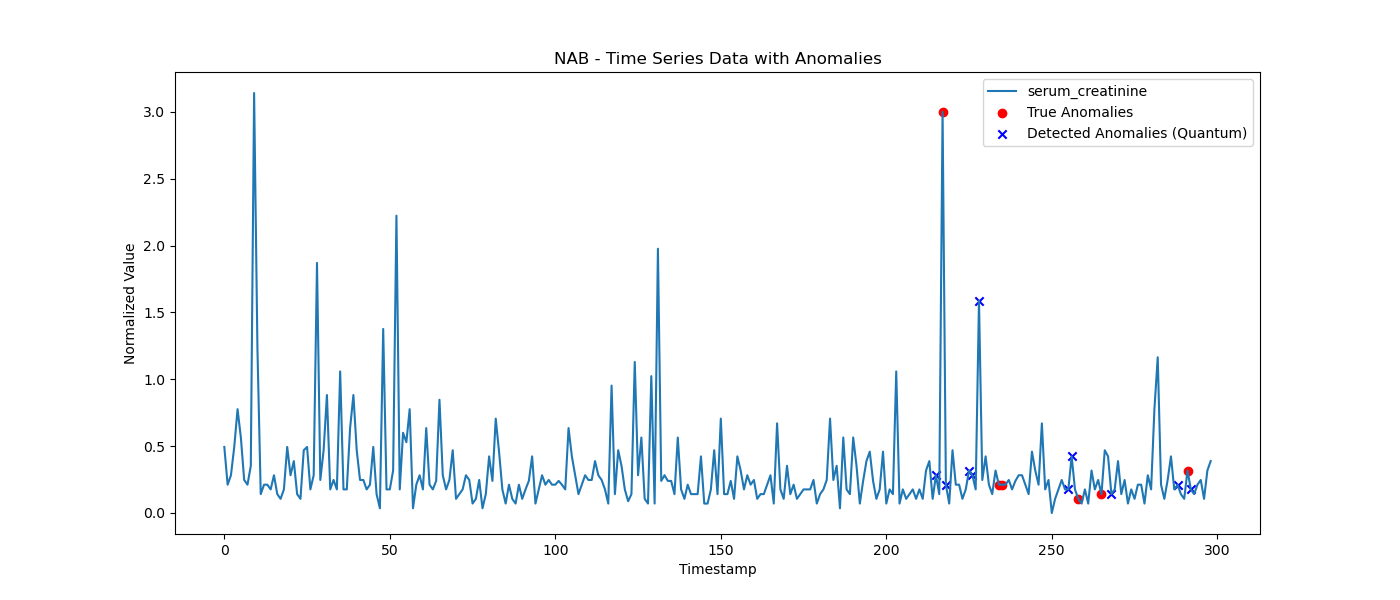 NAB - Time Series Data with Anomalies
serum_creatinine
True Anomalies
Detected Anomalies (Quantum)
Normalized Value
3.0
2.5
2.0
1.5
1.0
0.5
0.0
0 50 100 150 200 250 300
Timestamp